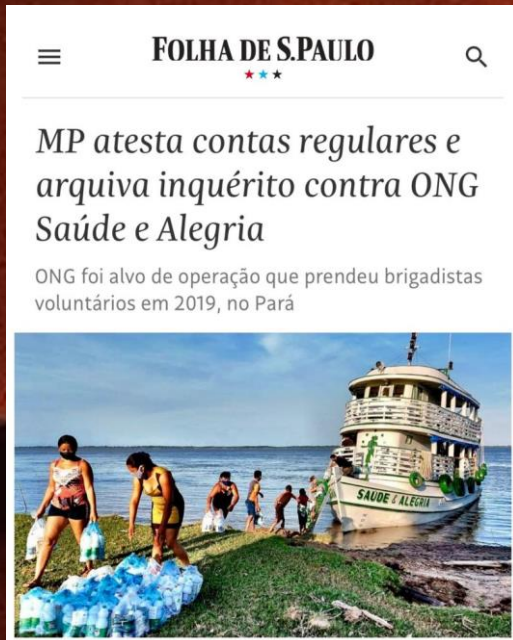 FOLHA DE S.PAULO
MP atesta contas regulares e
arquiva inquérito contra ONG
Saúde e Alegria
ONG foi alvo de operação que prendeu brigadistas
voluntários em 2019, no Pará
SAUDE E ALEGRIA